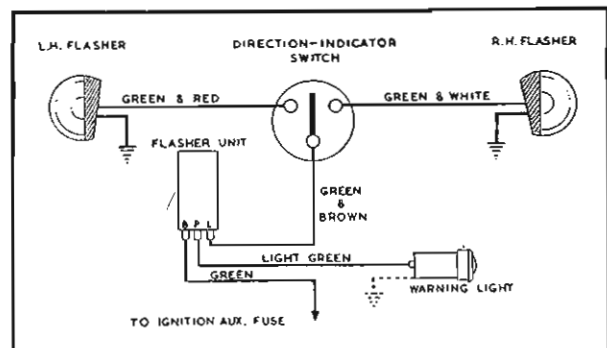 L.H. FLASHER
DIRECTION-INDICATOR
SWITCH
R.H. FLASHER
GREEN & RED
GREEN & WHITE
FLASHER UNIT
GREEN
&
BROWN
B P L
LIGHT GREEN
GREEN
WARNING LIGHT
TO IGNITION AUX. FUSE